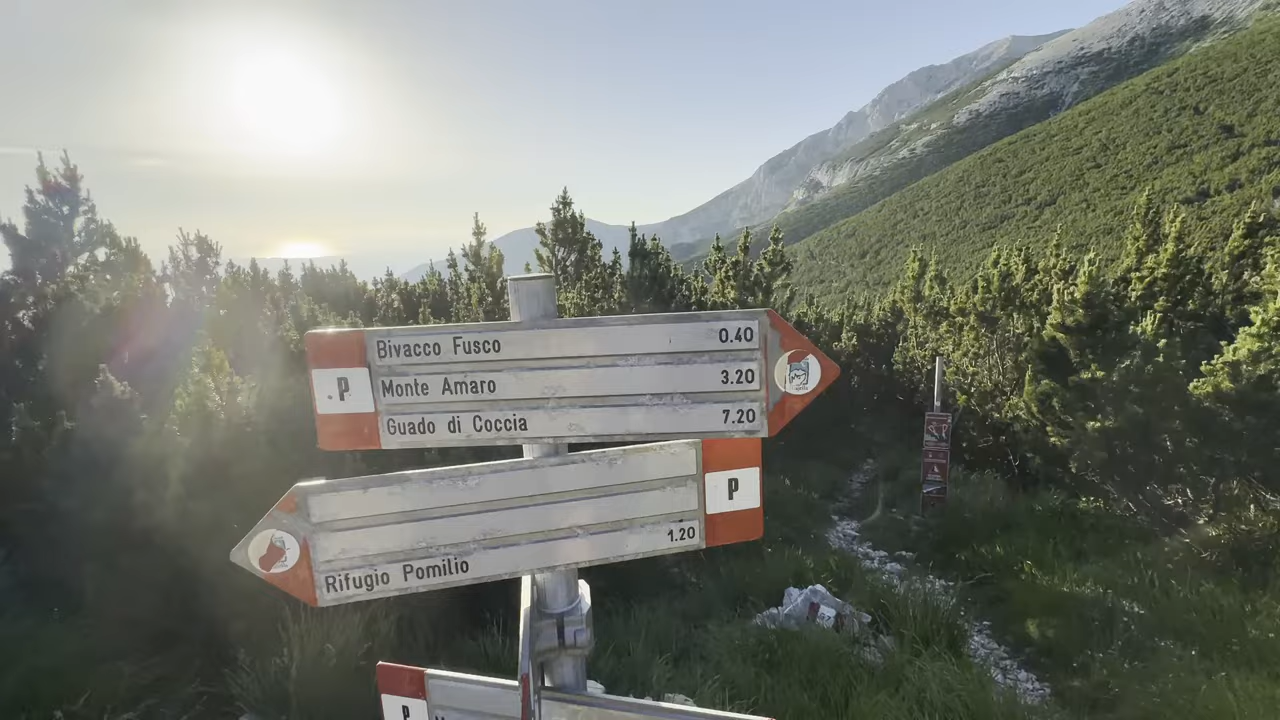 Bivacco Fusco 0.40
P
Monte Amaro 3.20
Guado di Coccia 7.20
P
1.20
Rifugio Pomilio
P